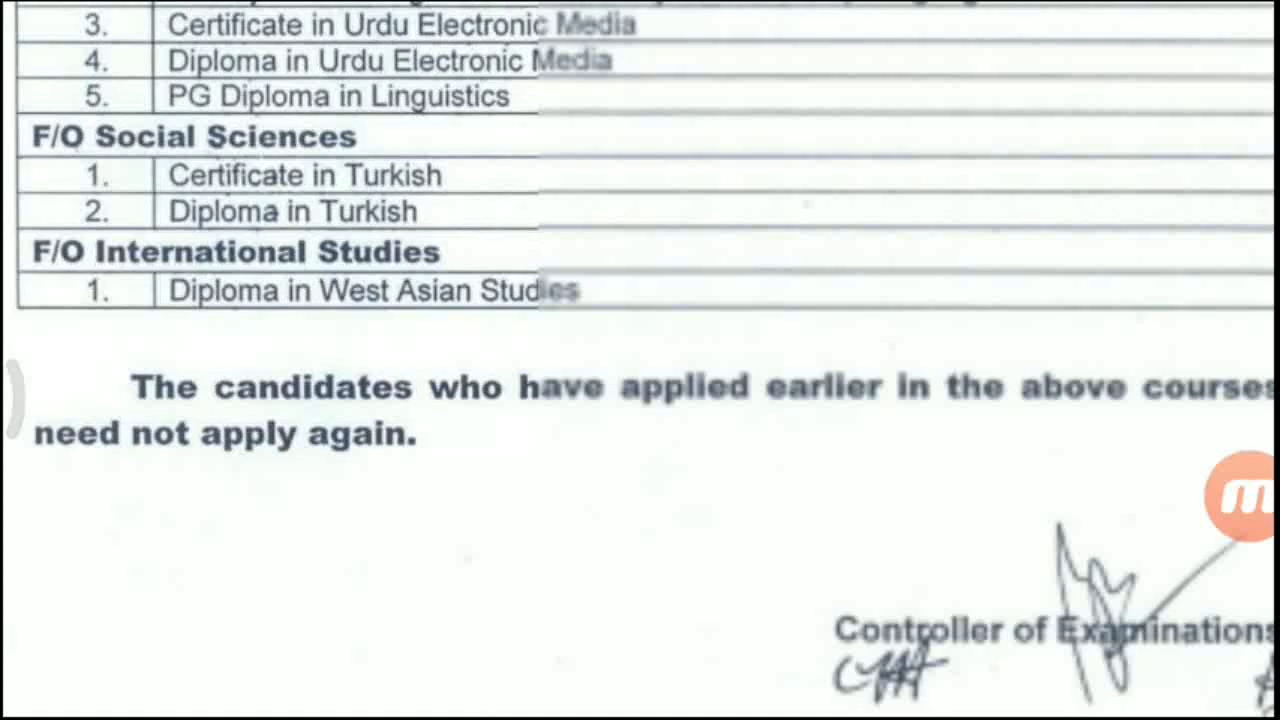 3. Certificate in Urdu Electronic Media
4. Diploma in Urdu Electronic Media
5. PG Diploma in Linguistics
F/O Social Sciences
1. Certificate in Turkish
2. Diploma in Turkish
F/O International Studies
1. Diploma in West Asian Studies
The candidates who have applied earlier in the above courses
need not apply again.
Controller of Examinations